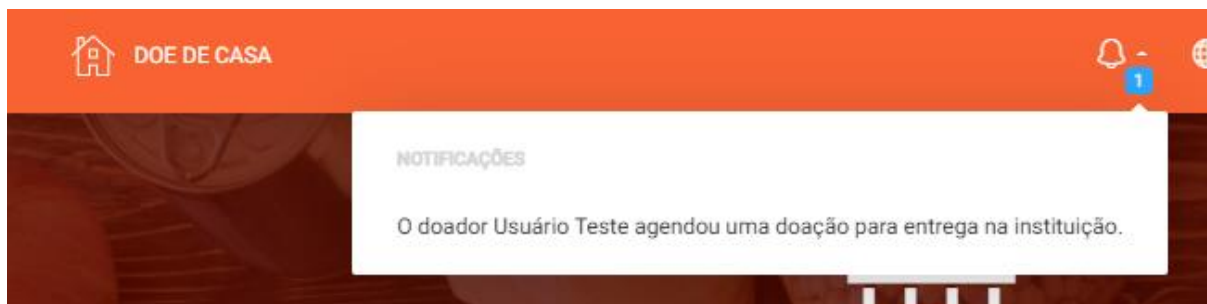 DOE DE CASA
1
NOTIFICAÇÕES
O doador Usuário Teste agendou uma doação para entrega na instituição.